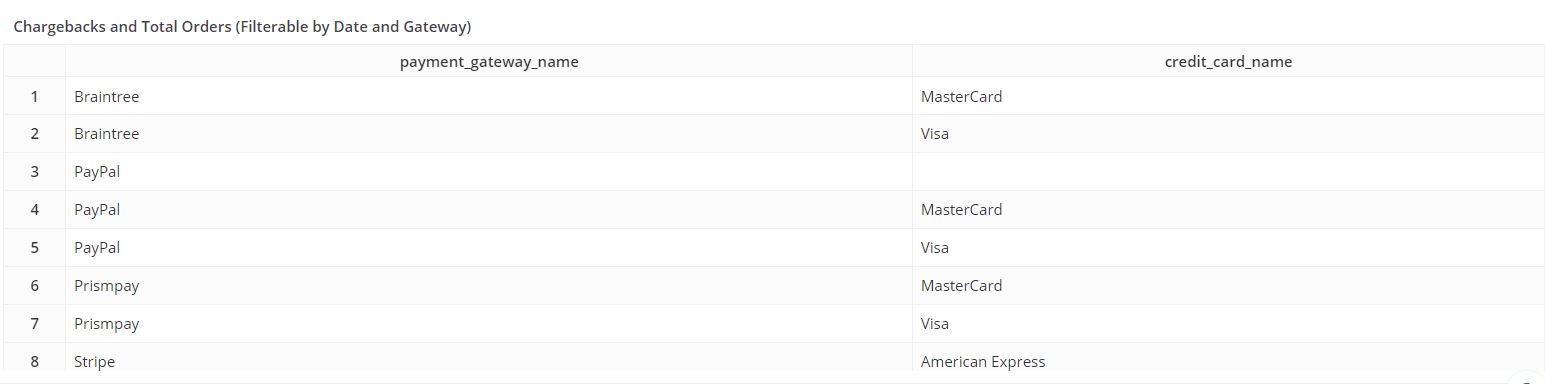 Chargebacks and Total Orders (Filterable by Date and Gateway)
payment_gateway_name credit_card_name
1 Braintree MasterCard
2 Braintree Visa
3 PayPal
4 PayPal MasterCard
5 PayPal Visa
6 Prismpay MasterCard
7 Prismpay Visa
8 Stripe American Express